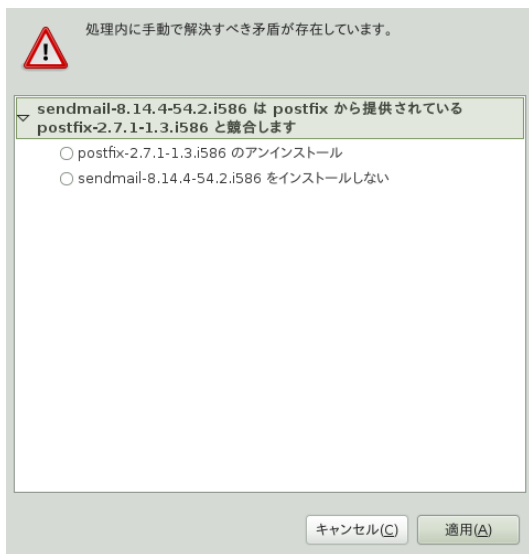 処理内に手動で解決すべき矛盾が存在しています。
sendmail-8.14.4-54.2.i586 は postfix から提供されている
postfix-2.7.1-1.3.i586 と競合します
postfix-2.7.1-1.3.i586 のアンインストール
sendmail-8.14.4-54.2.i586 をインストールしない
キャンセル(C) 適用(A)